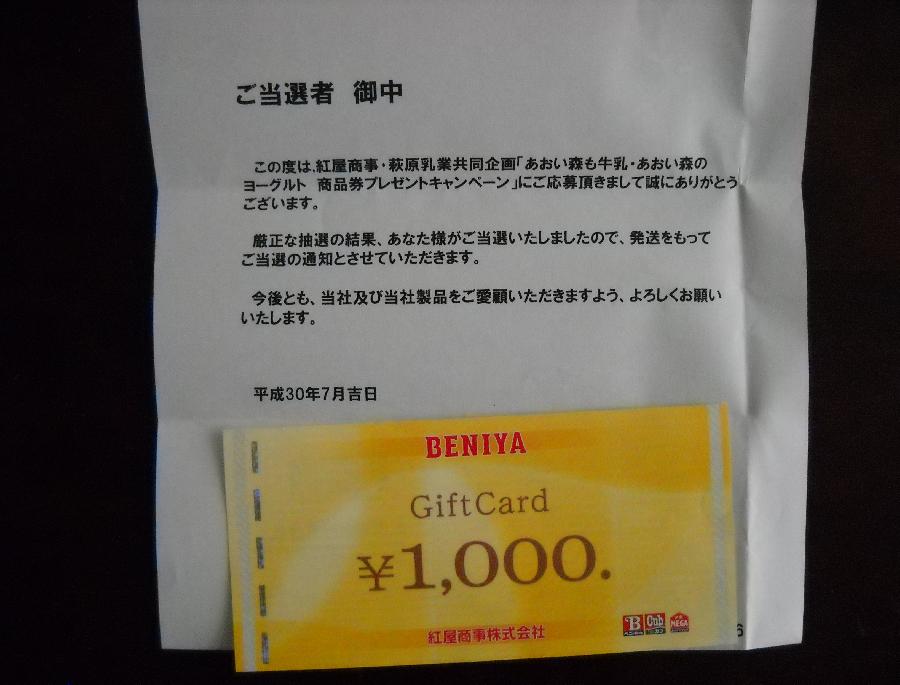 ご当選者 御中
この度は、紅屋商事・萩原乳業共同企画「あおい森も牛乳・あおい森の
ヨーグルト 商品券プレゼントキャンペーン」にご応募頂きまして誠にありがとう
ございます。
厳正な抽選の結果、あなた様がご当選いたしましたので、発送をもって
ご当選の通知とさせていただきます。
今後とも、当社及び当社製品をご愛顧いただきますよう、よろしくお願い
いたします。
平成30年7月吉日
BENIYA
GiftCard
¥1,000.
紅屋商事株式会社
B
Cub
MEGA
6